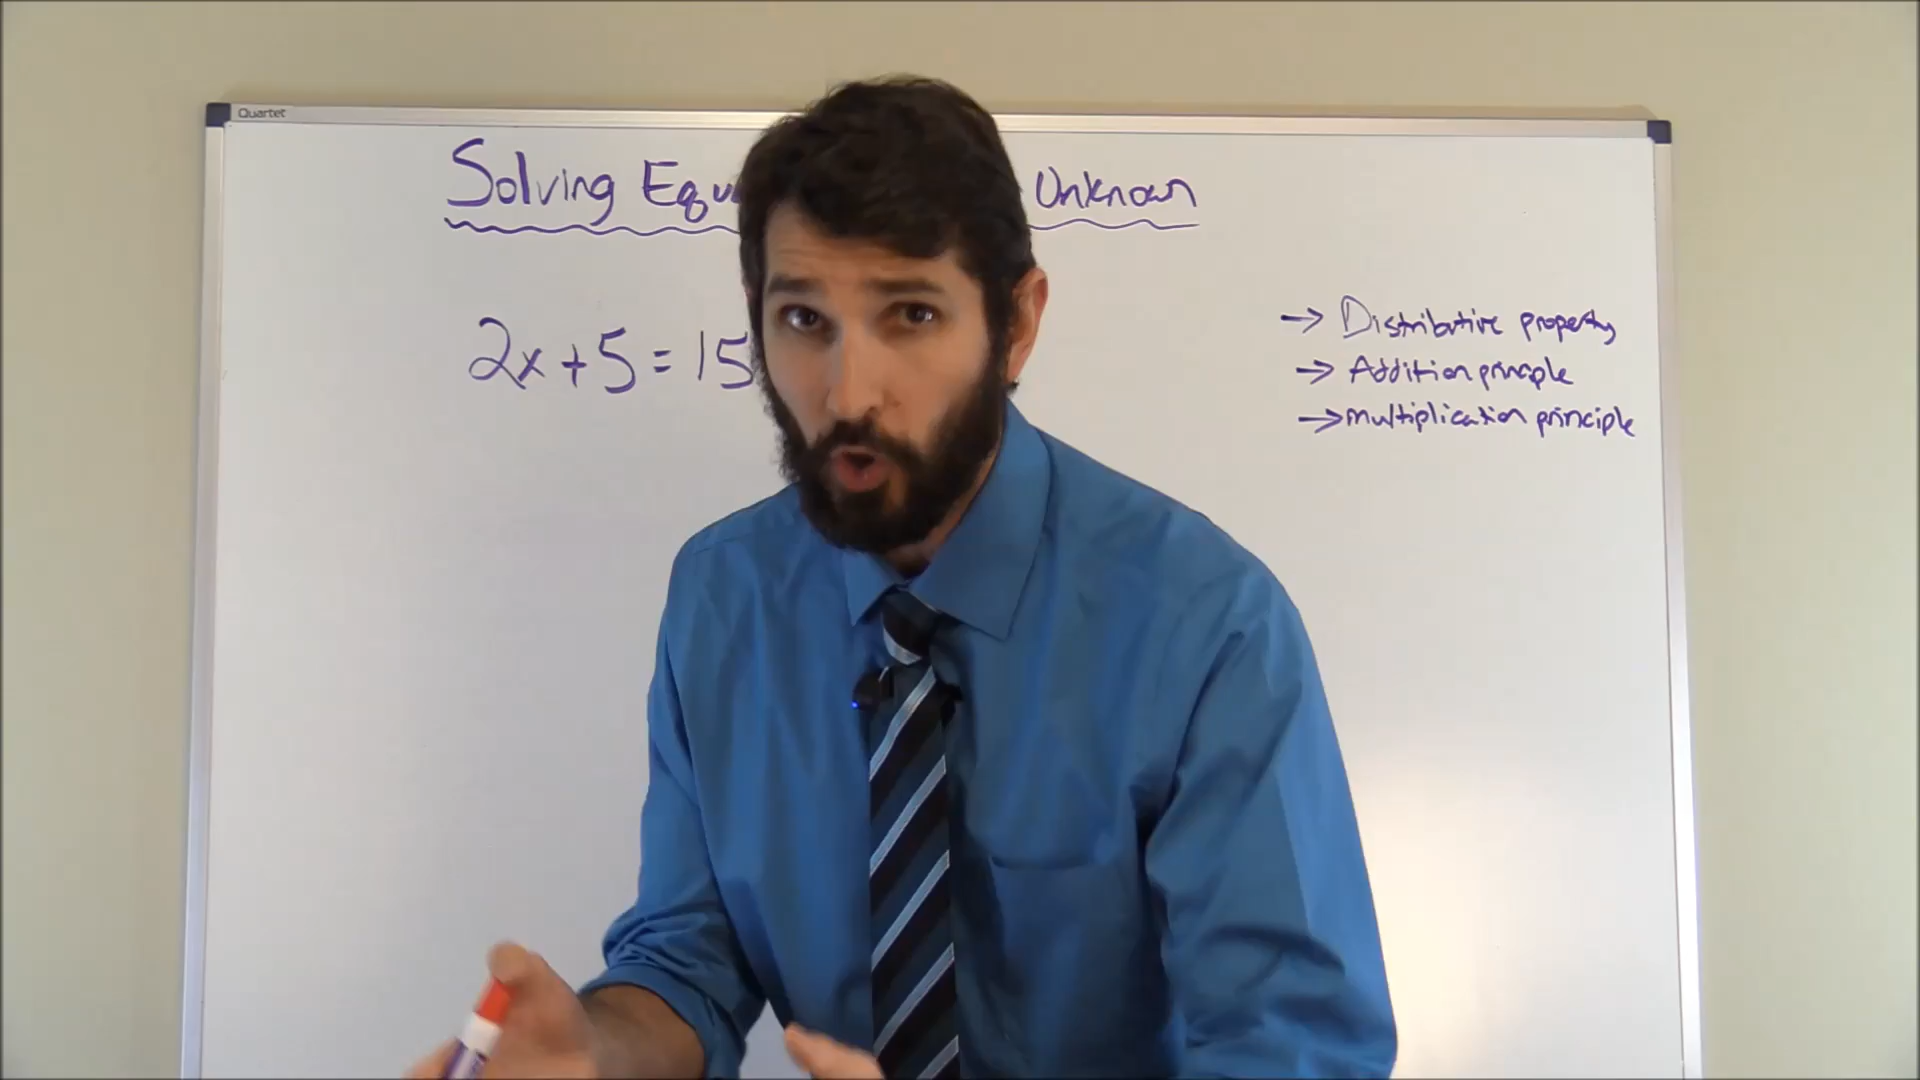 Quartet
Solving Equ Unknown
2x + 5 = 15
→ Distributive property
→ Addition principle
→ multiplication principle